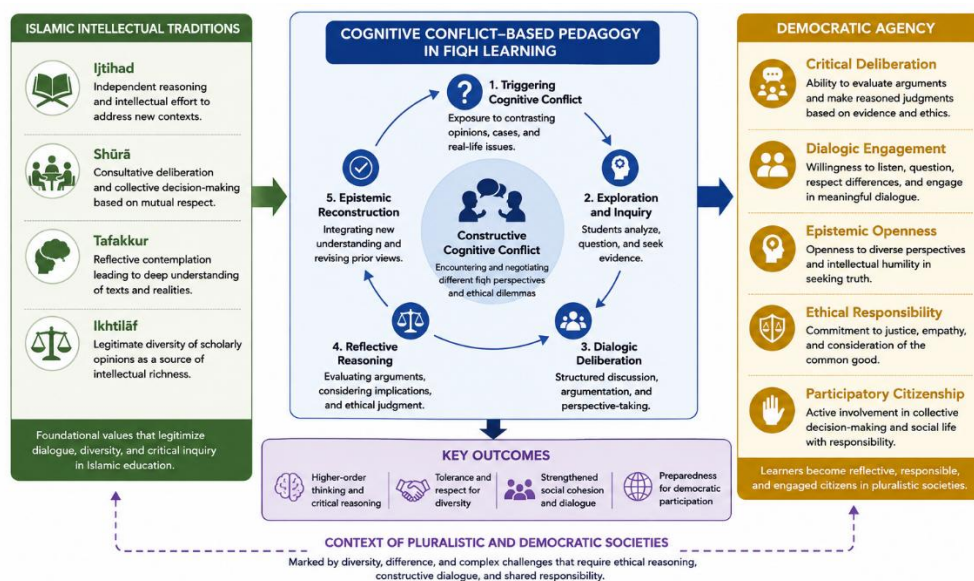 ISLAMIC INTELLECTUAL TRADITIONS
Ijtihad
Independent reasoning
and intellectual effort to
address new contexts.
Shūrā
Consultative deliberation
and collective decision-making
based on mutual respect.
Tafakkur
Reflective contemplation
leading to deep understanding
of texts and realities.
Ikhtilāf
Legitimate diversity of scholarly
opinions as a source of
intellectual richness.
Foundational values that legitimize
dialogue, diversity, and critical inquiry
in Islamic education.
COGNITIVE CONFLICT–BASED PEDAGOGY
IN FIQH LEARNING
1. Triggering
Cognitive Conflict
Exposure to contrasting
opinions, cases, and
real-life issues.
2. Exploration
and Inquiry
Students analyze,
question, and seek
evidence.
3. Dialogic
Deliberation
Structured discussion,
argumentation, and
perspective-taking.
4. Reflective
Reasoning
Evaluating arguments,
considering implications,
and ethical judgment.
5. Epistemic
Reconstruction
Integrating new
understanding and
revising prior views.
Constructive
Cognitive Conflict
Encountering and negotiating
different fiqh perspectives
and ethical dilemmas
KEY OUTCOMES
Higher-order
thinking and
critical reasoning
Tolerance and
respect for
diversity
Strengthened
social cohesion
and dialogue
Preparedness
for democratic
participation
DEMOCRATIC AGENCY
Critical Deliberation
Ability to evaluate arguments
and make reasoned judgments
based on evidence and ethics.
Dialogic Engagement
Willingness to listen, question,
respect differences, and engage
in meaningful dialogue.
Epistemic Openness
Openness to diverse perspectives
and intellectual humility in
seeking truth.
Ethical Responsibility
Commitment to justice, empathy,
and consideration of the
common good.
Participatory Citizenship
Active involvement in collective
decision-making and social life
with responsibility.
Learners become reflective, responsible,
and engaged citizens in pluralistic societies.
CONTEXT OF PLURALISTIC AND DEMOCRATIC SOCIETIES
Marked by diversity, difference, and complex challenges that require ethical reasoning,
constructive dialogue, and shared responsibility.